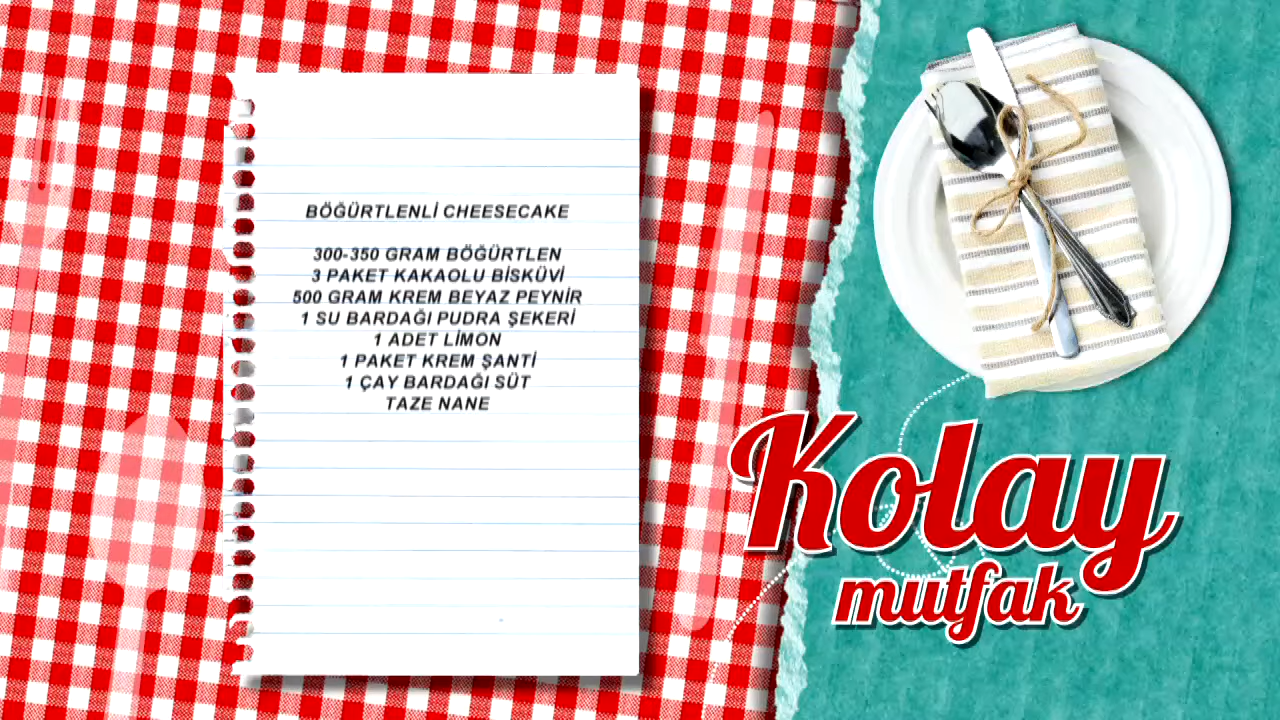 BÖĞÜRTLENLİ CHEESECAKE
300-350 GRAM BÖĞÜRTLEN
3 PAKET KAKAOLU BİSKÜVİ
500 GRAM KREM BEYAZ PEYNİR
1 SU BARDAĞI PUDRA ŞEKERİ
1 ADET LİMON
1 PAKET KREM ŞANTİ
1 ÇAY BARDAĞI SÜT
TAZE NANE
Kolay
mutfak